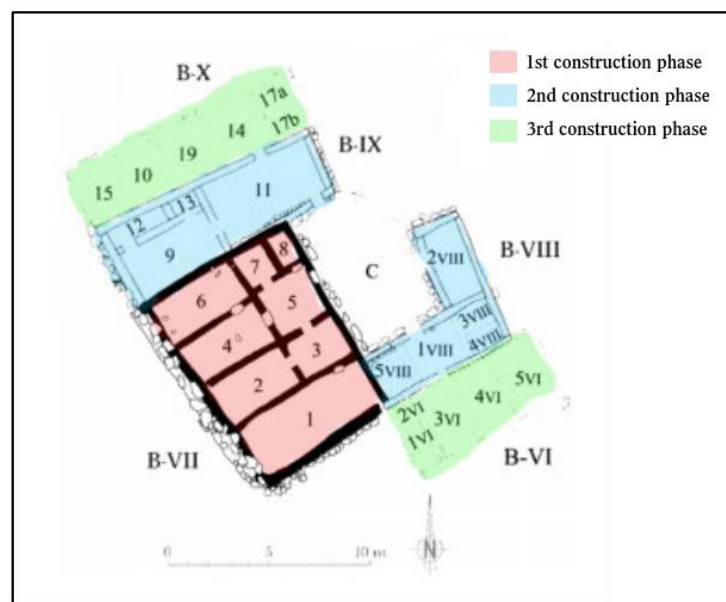 1st construction phase
2nd construction phase
3rd construction phase
B-X
17a
17b
14
19
10
15
B-IX
11
13
12
9
8
7
6
5
4
3
2
1
C
B-VIII
2VIII
3VIII
1VIII
4VIII
5VIII
5VI
4VI
2VI
3VI
1VI
B-VII
B-VI
0 5 10 m
N